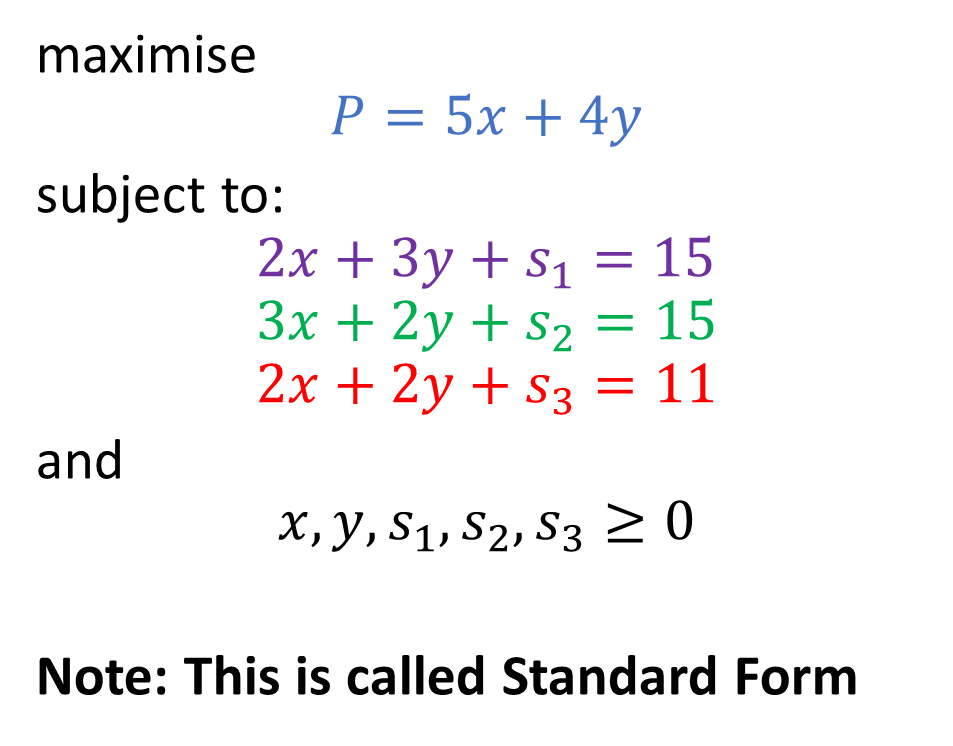 maximise
P = 5x + 4y
subject to:
2x + 3y + s₁ = 15
3x + 2y + s₂ = 15
2x + 2y + s₃ = 11
and
x, y, s₁, s₂, s₃ ≥ 0
Note: This is called Standard Form